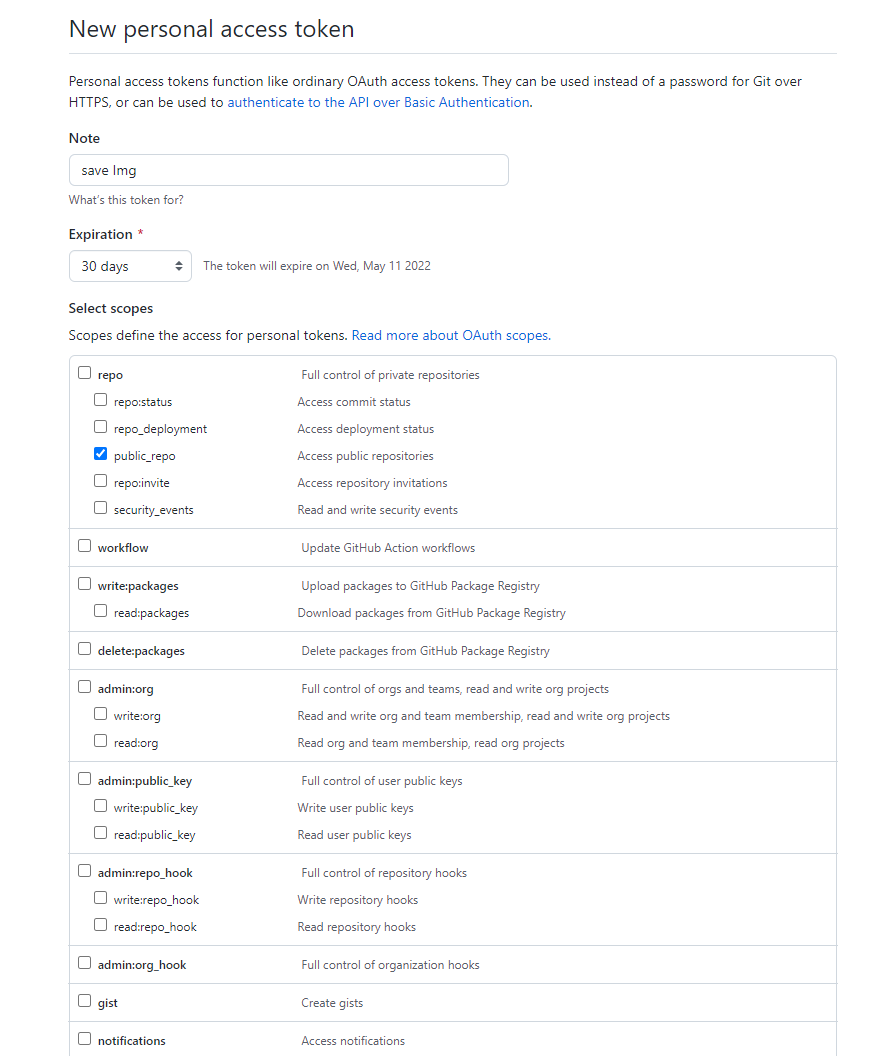 New personal access token
Personal access tokens function like ordinary OAuth access tokens. They can be used instead of a password for Git over
HTTPS, or can be used to authenticate to the API over Basic Authentication.
Note
save Img
What's this token for?
Expiration *
30 days The token will expire on Wed, May 11 2022
Select scopes
Scopes define the access for personal tokens. Read more about OAuth scopes.
repo Full control of private repositories
repo:status Access commit status
repo_deployment Access deployment status
public_repo Access public repositories
repo:invite Access repository invitations
security_events Read and write security events
workflow Update GitHub Action workflows
write:packages Upload packages to GitHub Package Registry
read:packages Download packages from GitHub Package Registry
delete:packages Delete packages from GitHub Package Registry
admin:org Full control of orgs and teams, read and write org projects
write:org Read and write org and team membership, read and write org projects
read:org Read org and team membership, read org projects
admin:public_key Full control of user public keys
write:public_key Write user public keys
read:public_key Read user public keys
admin:repo_hook Full control of repository hooks
write:repo_hook Write repository hooks
read:repo_hook Read repository hooks
admin:org_hook Full control of organization hooks
gist Create gists
notifications Access notifications